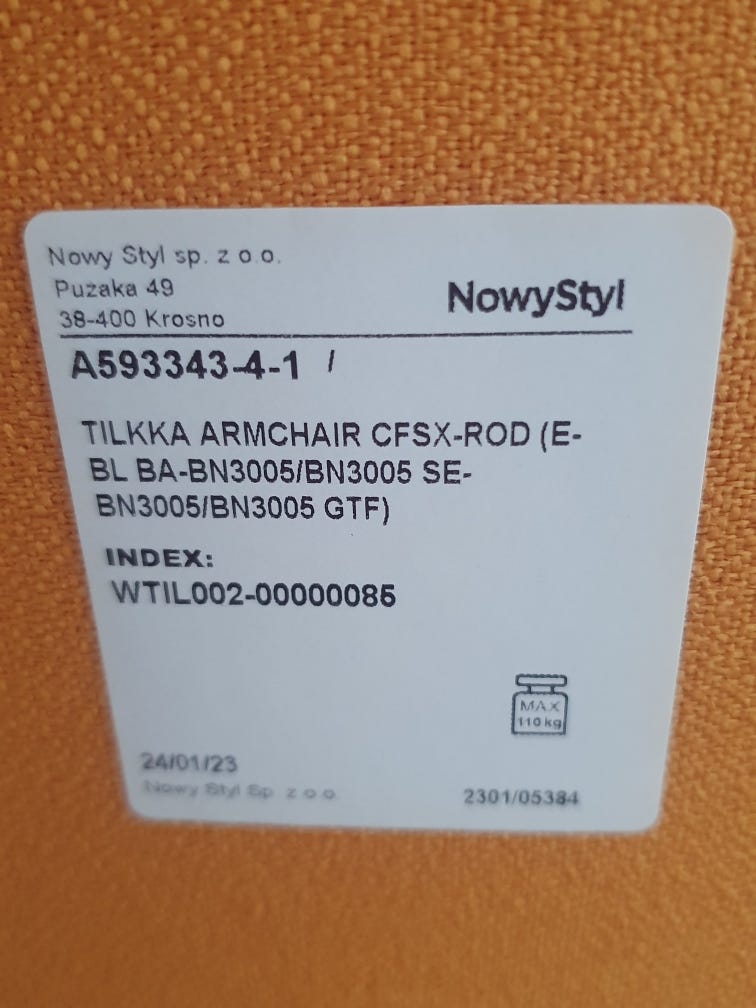 Nowy Styl sp. z o.o.
Puzaka 49
38-400 Krosno
NowyStyl
A593343-4-1 /
TILKKA ARMCHAIR CFSX-ROD (E-
BL BA-BN3005/BN3005 SE-
BN3005/BN3005 GTF)
INDEX:
WTIL002-00000085
MAX
110 kg
24/01/23
Nowy Styl Sp. z o.o.
2301/05384